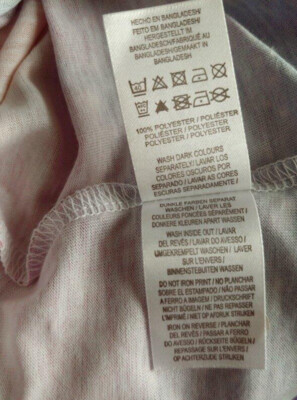 HECHO EN BANGLADESH/
FEITO EM BANGLADESH/
HERGESTELLT IM
BANGLADESCH/FABRIQUÉ AU
BANGLADESH/GEMAAKT IN
BANGLADESH
100% POLYESTER / POLIÉSTER
POLIÉSTER / POLYESTER
POLYESTER / POLYESTER
WASH DARK COLOURS
SEPARATELY/LAVAR LOS
COLORES OSCUROS POR
SEPARADO/LAVAR AS CORES
ESCURAS SEPARADAMENTE /
DUNKLE FARBEN SEPARAT
WASCHEN / LAVER LES
COULEURS FONCÉES SÉPARÉMENT /
DONKERE KLEUREN APART WASSEN
WASH INSIDE OUT / LAVAR
DEL REVÉS / LAVAR DO AVESSO /
UMGEKREMPELT WASCHEN / LAVER
SUR L'ENVERS /
BINNENSTEBUITEN WASSEN
DO NOT IRON PRINT / NO PLANCHAR
SOBRE EL ESTAMPADO / NÃO PASSAR
A FERRO A IMAGEM / DRUCKSCHRIFT
NICHT BÜGELN / NE PAS REPASSER
L'IMPRIMÉ / NIET OP AFDRUK STRIJKEN
IRON ON REVERSE / PLANCHAR
DEL REVÉS / PASSAR A FERRO
DO AVESSO / RÜCKSEITE BÜGELN /
REPASSAGE SUR L'ENVERS /
OP ACHTERZIJDE STRIJKEN